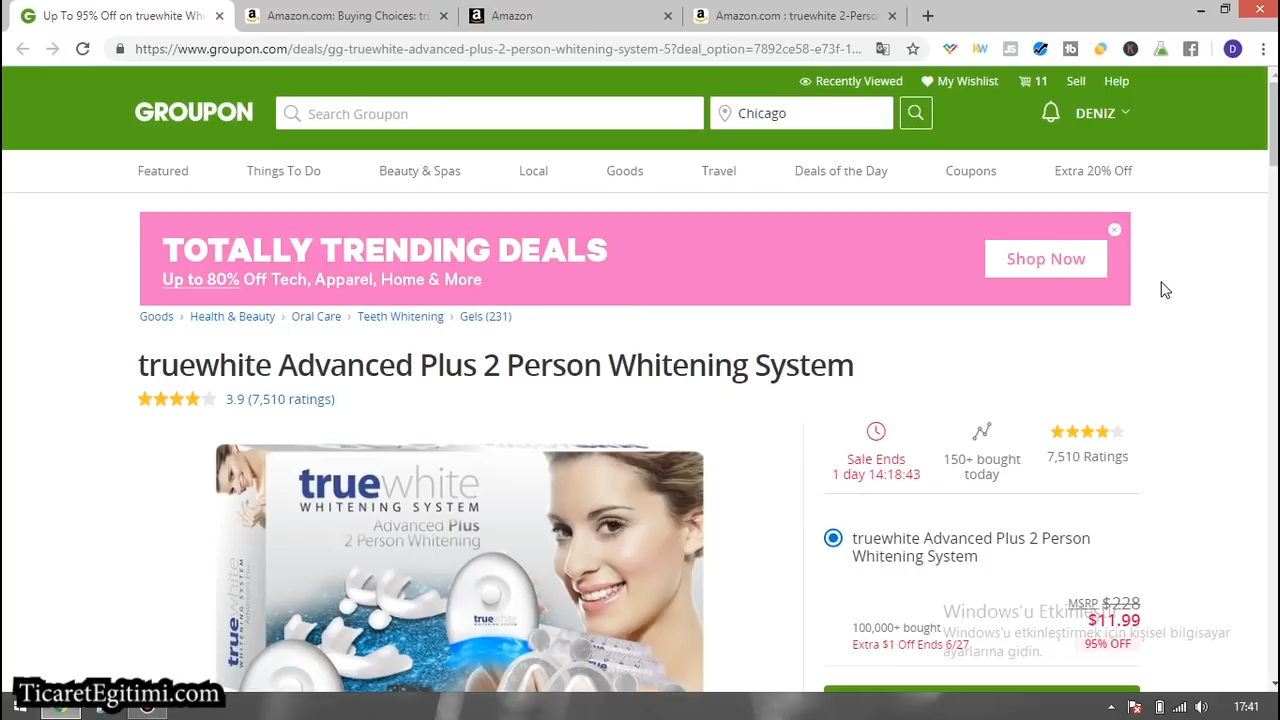 Up To 95% Off on truewhite Wh
Amazon.com: Buying Choices: tr
Amazon
Amazon.com : truewhite 2-Perso
https://www.groupon.com/deals/gg-truewhite-advanced-plus-2-person-whitening-system-5?deal_option=7892ce58-e73f-1...
Recently Viewed
My Wishlist
11
Sell
Help
GROUPON
Search Groupon
Chicago
DENIZ
Featured
Things To Do
Beauty & Spas
Local
Goods
Travel
Deals of the Day
Coupons
Extra 20% Off
TOTALLY TRENDING DEALS
Up to 80% Off Tech, Apparel, Home & More
Shop Now
Goods › Health & Beauty › Oral Care › Teeth Whitening › Gels (231)
truewhite Advanced Plus 2 Person Whitening System
3.9 (7,510 ratings)
Sale Ends
1 day 14:18:43
150+ bought
today
7,510 Ratings
truewhite
WHITENING SYSTEM
Advanced Plus
2 Person Whitening
truewhite
WHITENING SYSTEM
truewhite
truewhite Advanced Plus 2 Person
Whitening System
MSRP $228
$11.99
95% OFF
100,000+ bought
Extra $1 Off Ends 6/27
Windows'u Etkinleştir
Windows'u etkinleştirmek için kişisel bilgisayar
ayarlarına gidin.
TicaretEgitimi.com
17:41